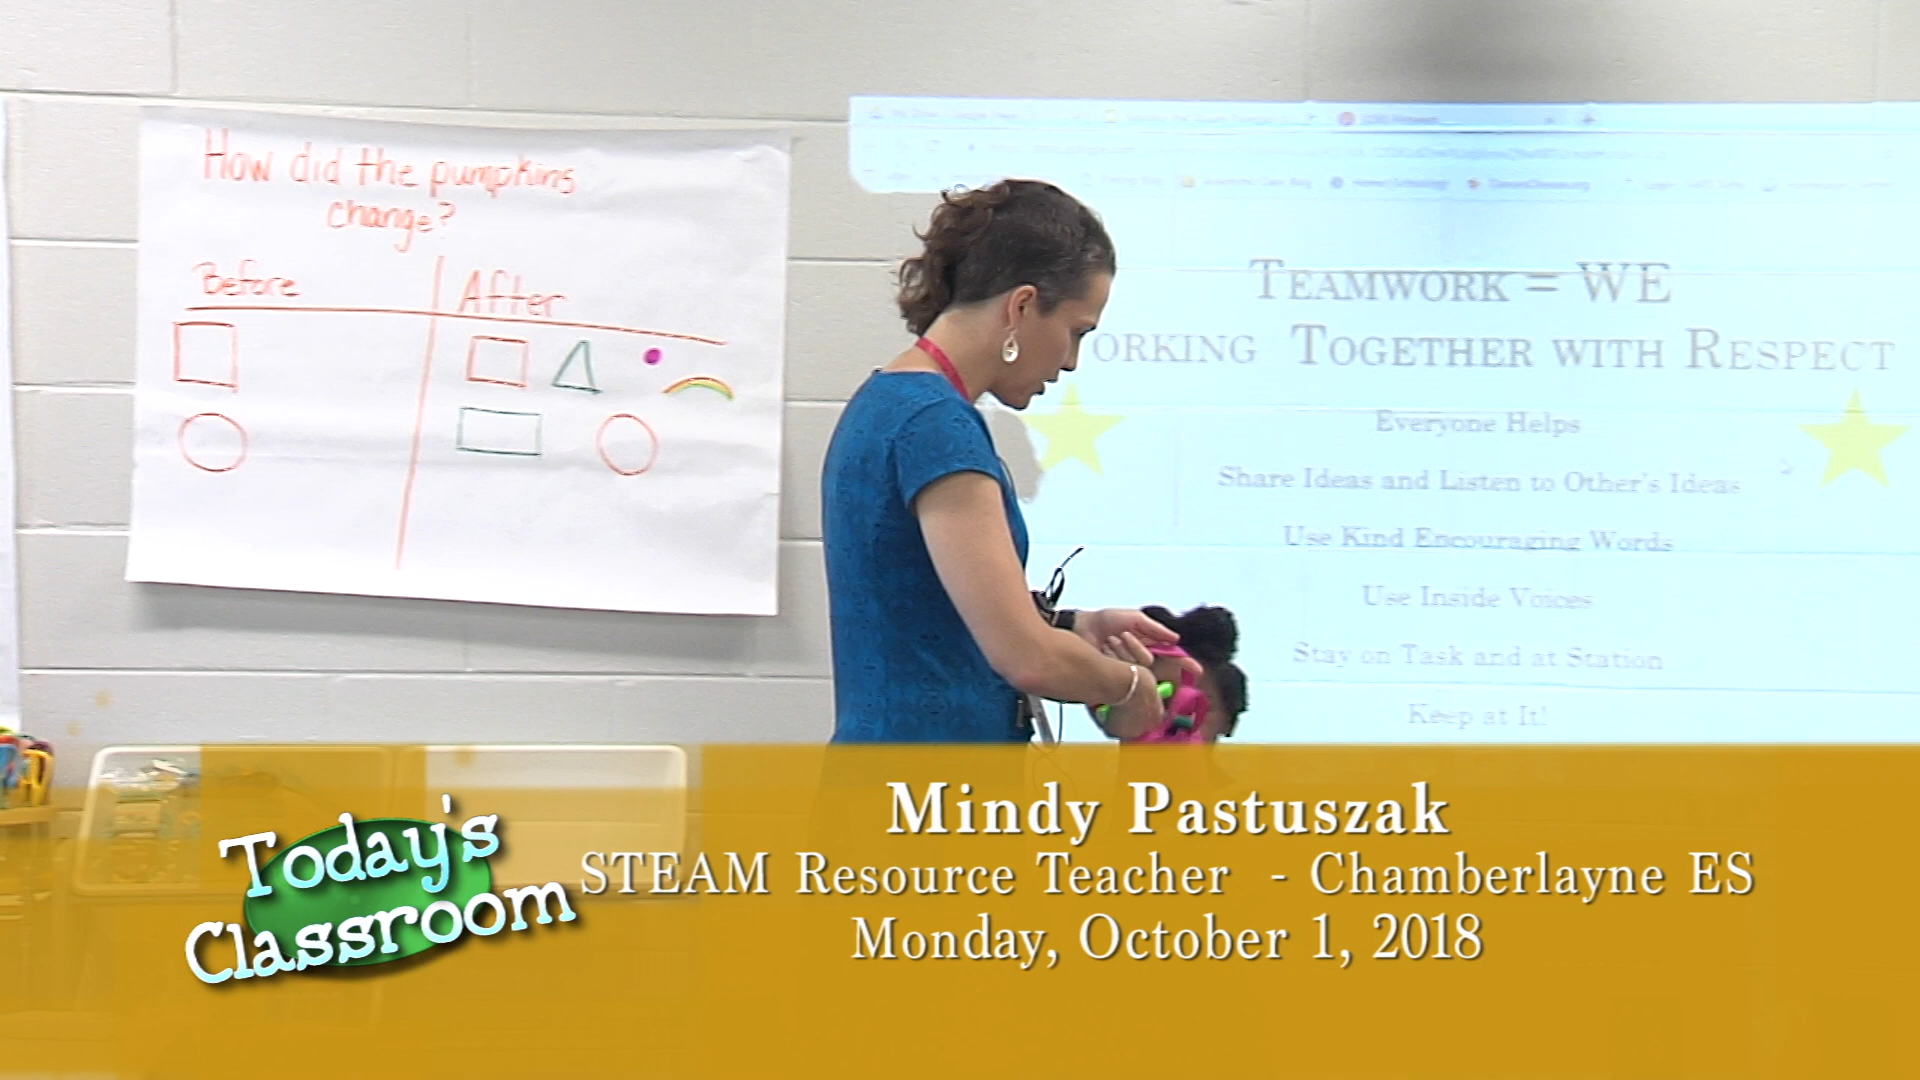 How did the pumpkins
change?
Before
After
TEAMWORK = WE
ORKING TOGETHER WITH RESPECT
Everyone Helps
Share Ideas and Listen to Other's Ideas
Use Kind Encouraging Words
Use Inside Voices
Stay on Task and at Station
Keep at It!
Today's
Classroom
Mindy Pastuszak
STEAM Resource Teacher - Chamberlayne ES
Monday, October 1, 2018